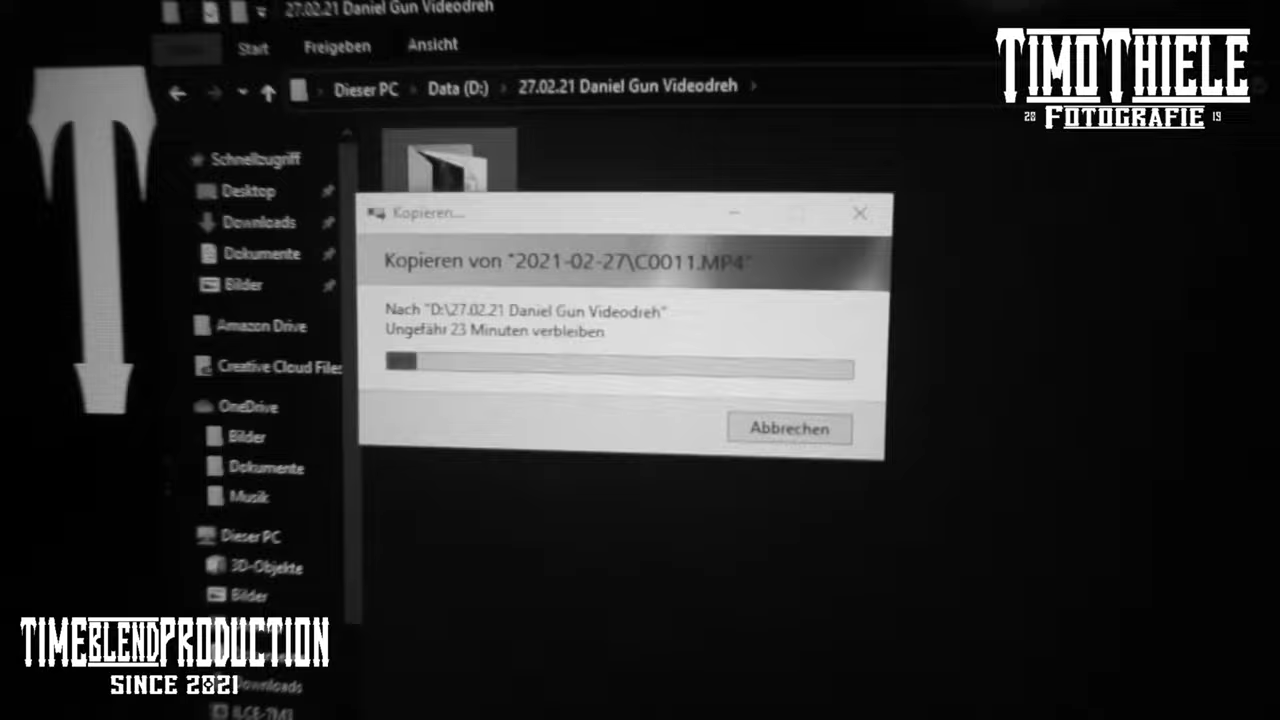 27.02.21 Daniel Gun Videodreh
Start Freigeben Ansicht
Dieser PC Data (D:) 27.02.21 Daniel Gun Videodreh
TIMOTHIELE
20 FOTOGRAFIE 19
Schnellzugriff
Desktop
Downloads
Dokumente
Bilder
Amazon Drive
Creative Cloud Files
OneDrive
Bilder
Dokumente
Musik
Dieser PC
3D-Objekte
Bilder
Downloads
ILCE-7M3
Kopieren...
Kopieren von "2021-02-27\C0011.MP4"
Nach "D:\27.02.21 Daniel Gun Videodreh"
Ungefähr 23 Minuten verbleiben
Abbrechen
T
TIMEBLENDPRODUCTION
SINCE 2021